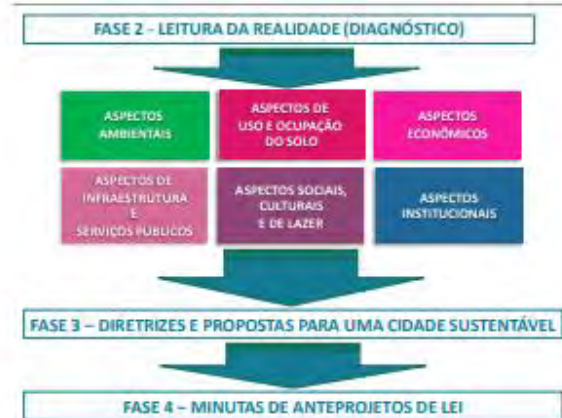 FASE 2 - LEITURA DA REALIDADE (DIAGNÓSTICO)
ASPECTOS
AMBIENTAIS
ASPECTOS DE
USO E OCUPAÇÃO
DO SOLO
ASPECTOS
ECONÔMICOS
ASPECTOS DE
INFRAESTRUTURA
E
SERVIÇOS PÚBLICOS
ASPECTOS SOCIAIS,
CULTURAIS
E DE LAZER
ASPECTOS
INSTITUCIONAIS
FASE 3 – DIRETRIZES E PROPOSTAS PARA UMA CIDADE SUSTENTÁVEL
FASE 4 – MINUTAS DE ANTEPROJETOS DE LEI